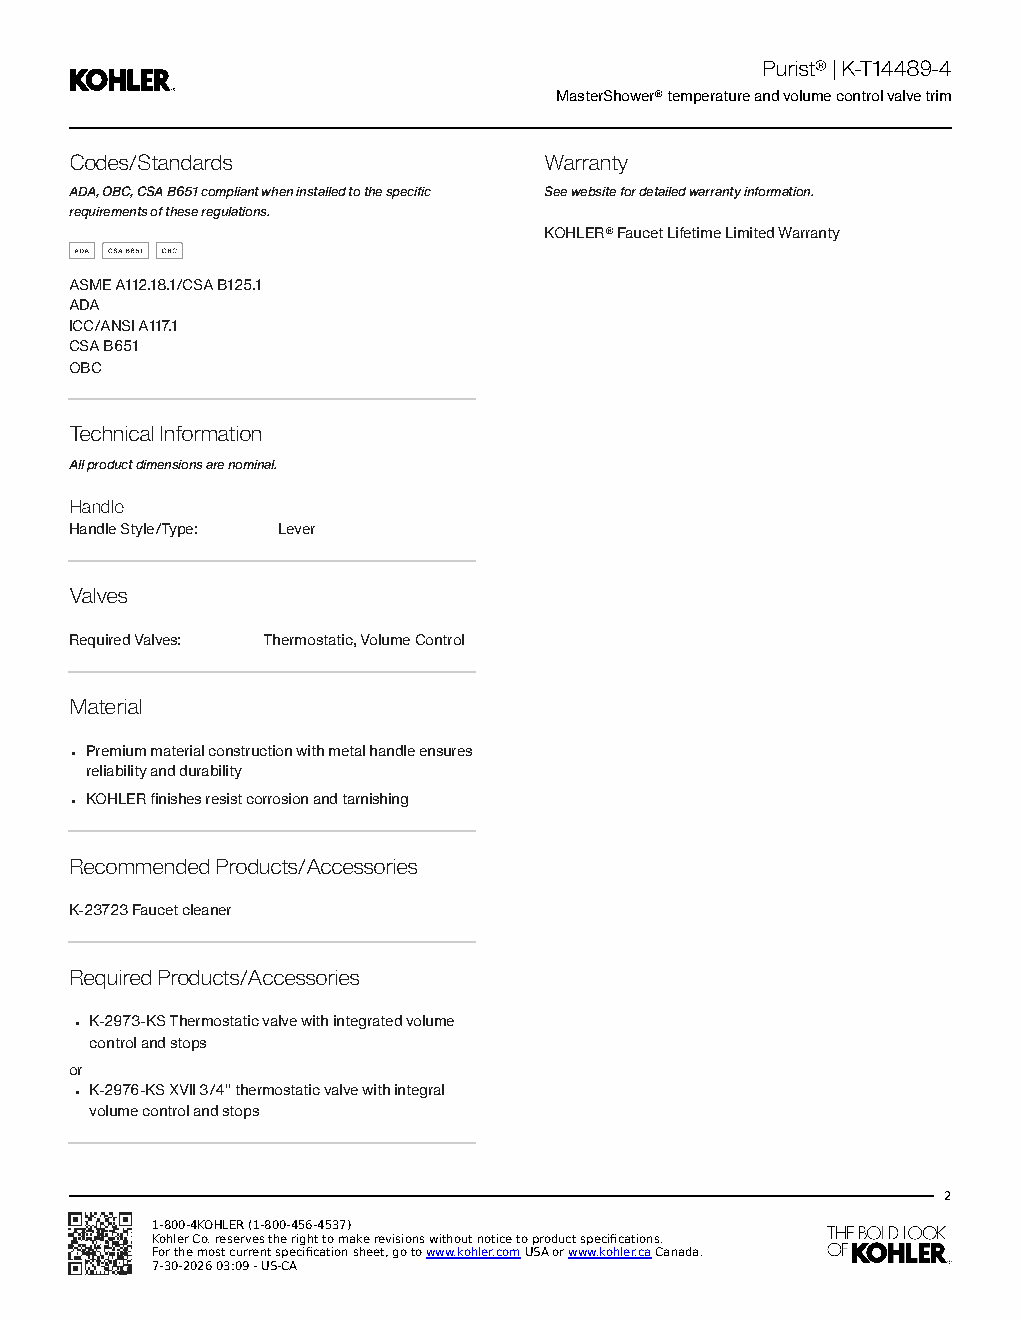 KOHLER®
Purist® | K-T14489-4
MasterShower® temperature and volume control valve trim
Codes/Standards
ADA, OBC, CSA B651 compliant when installed to the specific
requirements of these regulations.
ADA CSA B651 OBC
ASME A112.18.1/CSA B125.1
ADA
ICC/ANSI A117.1
CSA B651
OBC
Technical Information
All product dimensions are nominal.
Handle
Handle Style/Type: Lever
Valves
Required Valves: Thermostatic, Volume Control
Material
• Premium material construction with metal handle ensures
reliability and durability
• KOHLER finishes resist corrosion and tarnishing
Recommended Products/Accessories
K-23723 Faucet cleaner
Required Products/Accessories
• K-2973-KS Thermostatic valve with integrated volume
control and stops
or
• K-2976-KS XVII 3/4" thermostatic valve with integral
volume control and stops
Warranty
See website for detailed warranty information.
KOHLER® Faucet Lifetime Limited Warranty
2
1-800-4KOHLER (1-800-456-4537)
Kohler Co. reserves the right to make revisions without notice to product specifications.
For the most current specification sheet, go to www.kohler.com USA or www.kohler.ca Canada.
7-30-2026 03:09 - US-CA
THE BOLD LOOK
OF KOHLER®